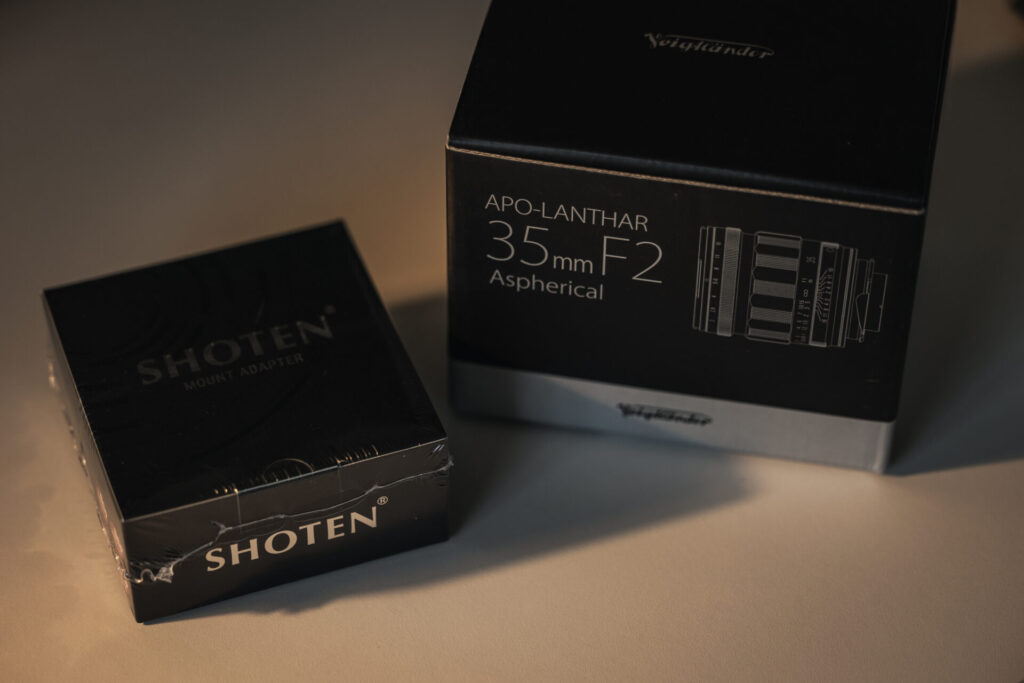 Voigtländer
APO-LANTHAR
35mm F2
Aspherical
Voigtländer
SHOTEN®
MOUNT ADAPTER
SHOTEN®